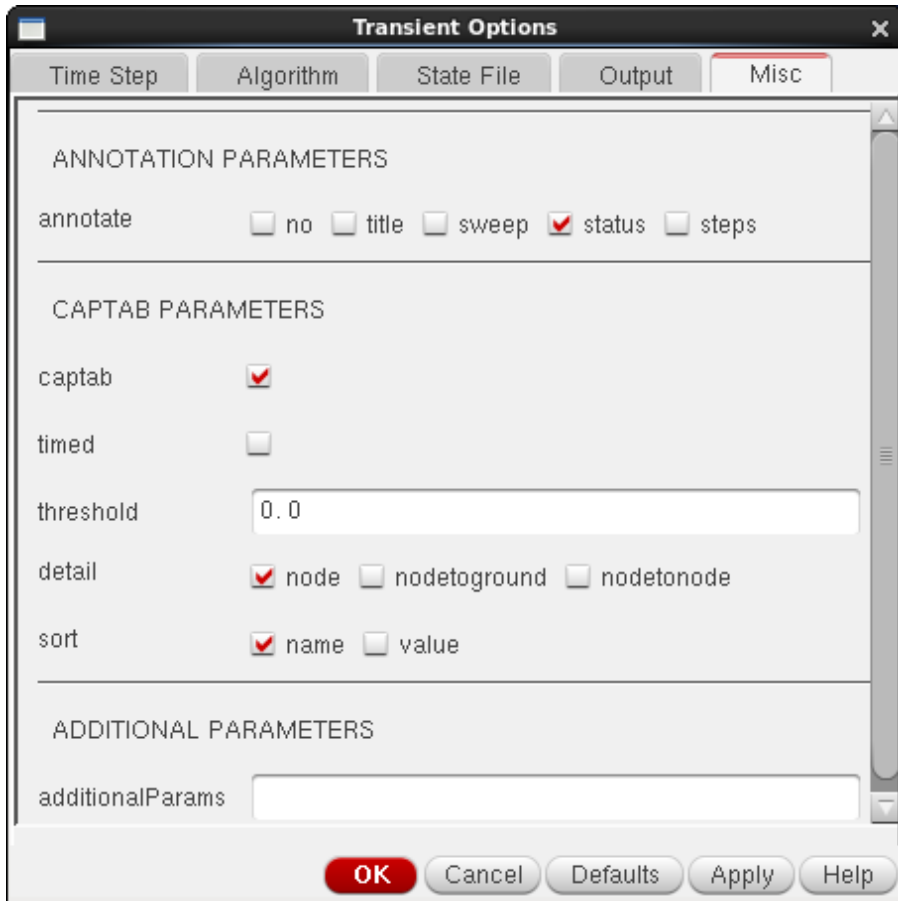 Transient Options
Time Step Algorithm State File Output Misc
ANNOTATION PARAMETERS
annotate no title sweep status steps
CAPTAB PARAMETERS
captab
timed
threshold 0.0
detail node nodetoground nodetonode
sort name value
ADDITIONAL PARAMETERS
additionalParams
OK Cancel Defaults Apply Help